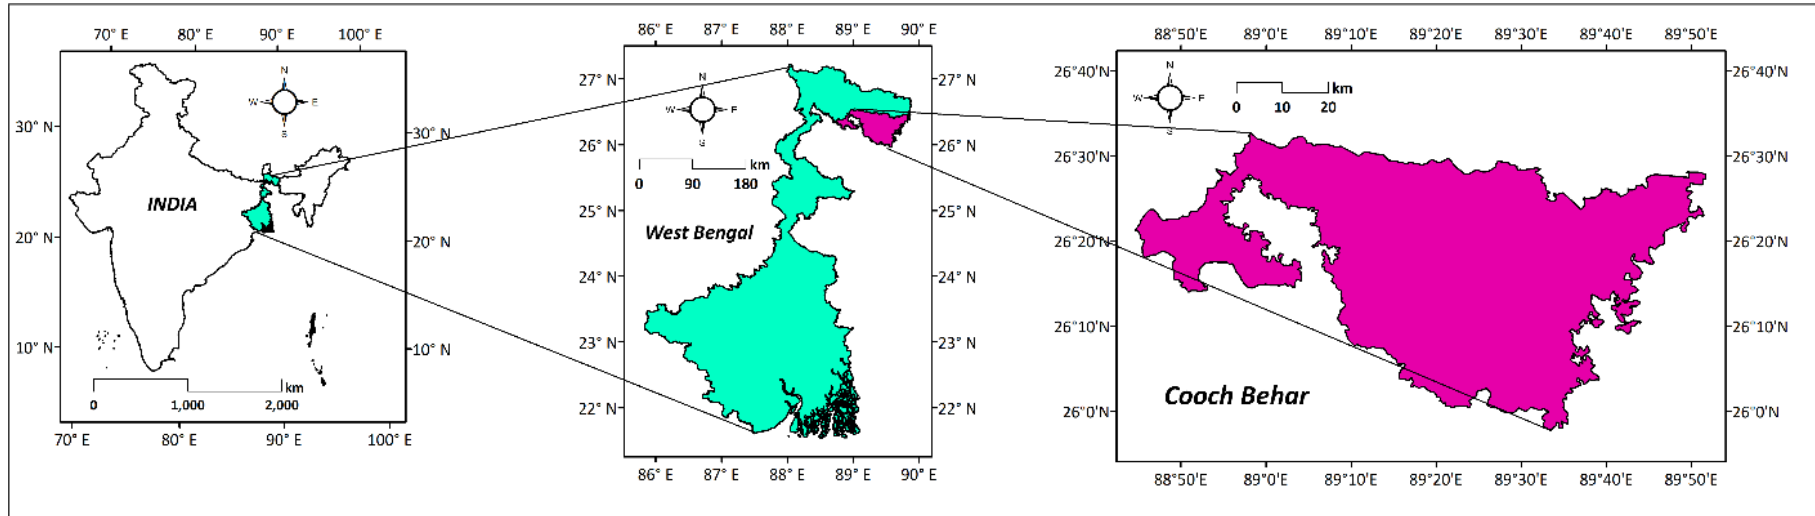 70° E 80° E 90° E 100° E
N
W E
S
30° N 30° N
20° N 20° N
10° N 10° N
INDIA
km
0 1,000 2,000
70° E 80° E 90° E 100° E
86° E 87° E 88° E 89° E 90° E
27° N 27° N
N
W E
S
26° N 26° N
km
0 90 180
25° N 25° N
West Bengal
24° N 24° N
23° N 23° N
22° N 22° N
86° E 87° E 88° E 89° E 90° E
88°50'E 89°0'E 89°10'E 89°20'E 89°30'E 89°40'E 89°50'E
26°40'N 26°40'N
N
W E
S
km
0 10 20
26°30'N 26°30'N
26°20'N 26°20'N
26°10'N 26°10'N
Cooch Behar
26°0'N 26°0'N
88°50'E 89°0'E 89°10'E 89°20'E 89°30'E 89°40'E 89°50'E